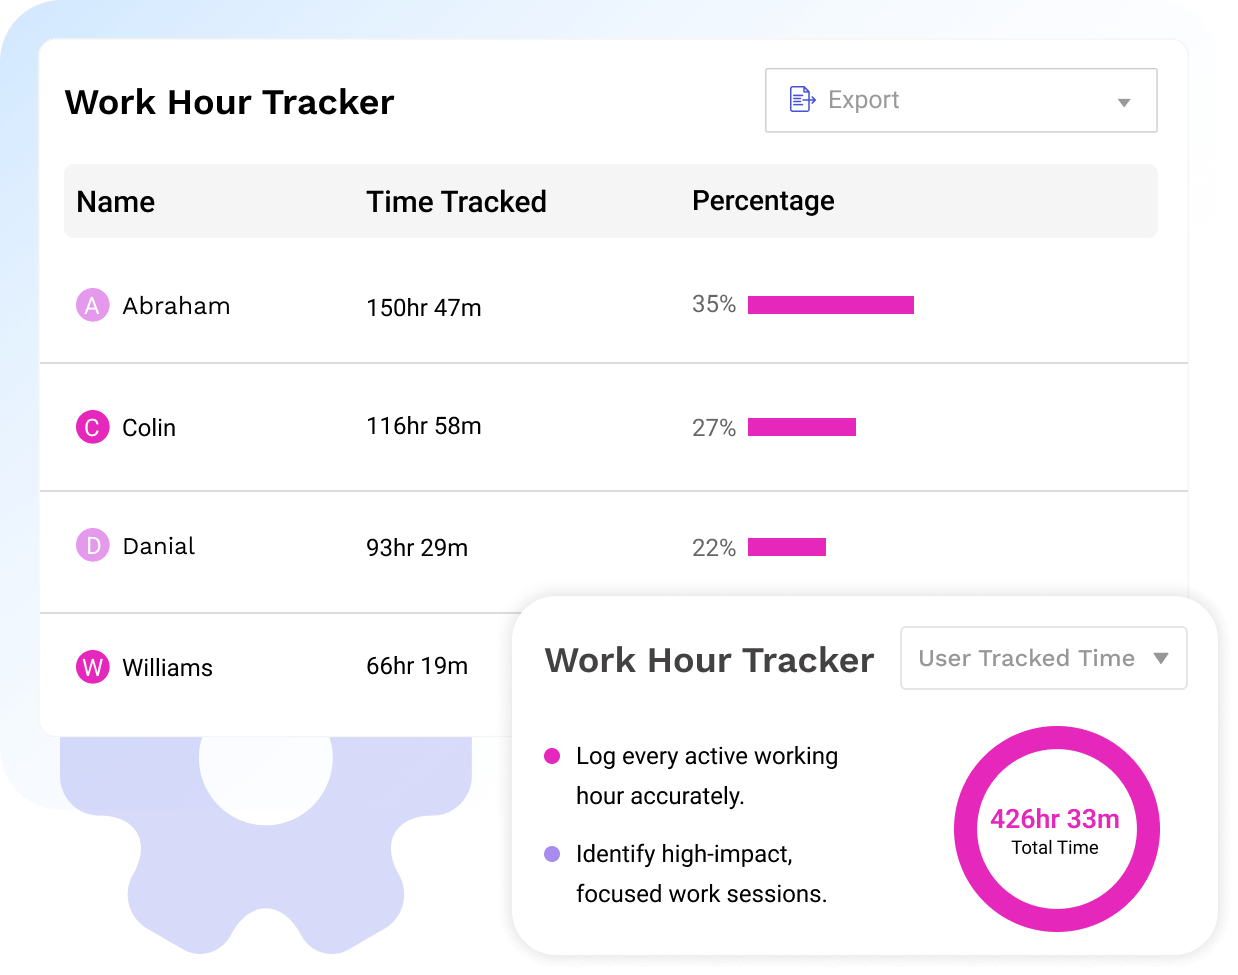 Work Hour Tracker
Export
Name Time Tracked Percentage
A Abraham 150hr 47m 35%
C Colin 116hr 58m 27%
D Danial 93hr 29m 22%
W Williams 66hr 19m
Work Hour Tracker
User Tracked Time
Log every active working
hour accurately.
Identify high-impact,
focused work sessions.
426hr 33m
Total Time